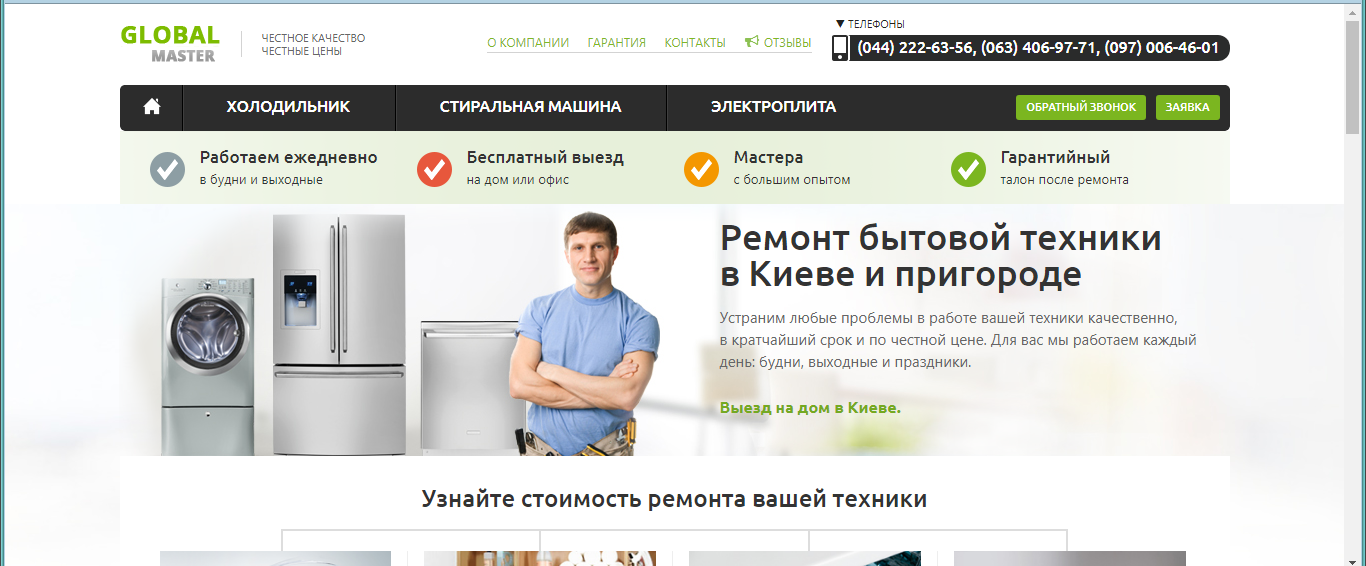 GLOBAL
MASTER
ЧЕСТНОЕ КАЧЕСТВО
ЧЕСТНЫЕ ЦЕНЫ
О КОМПАНИИ
ГАРАНТИЯ
КОНТАКТЫ
ОТЗЫВЫ
▼ ТЕЛЕФОНЫ
(044) 222-63-56, (063) 406-97-71, (097) 006-46-01
ХОЛОДИЛЬНИК
СТИРАЛЬНАЯ МАШИНА
ЭЛЕКТРОПЛИТА
ОБРАТНЫЙ ЗВОНОК
ЗАЯВКА
Работаем ежедневно
в будни и выходные
Бесплатный выезд
на дом или офис
Мастера
с большим опытом
Гарантийный
талон после ремонта
Ремонт бытовой техники
в Киеве и пригороде
Устраним любые проблемы в работе вашей техники качественно,
в кратчайший срок и по честной цене. Для вас мы работаем каждый
день: будни, выходные и праздники.
Выезд на дом в Киеве.
Узнайте стоимость ремонта вашей техники